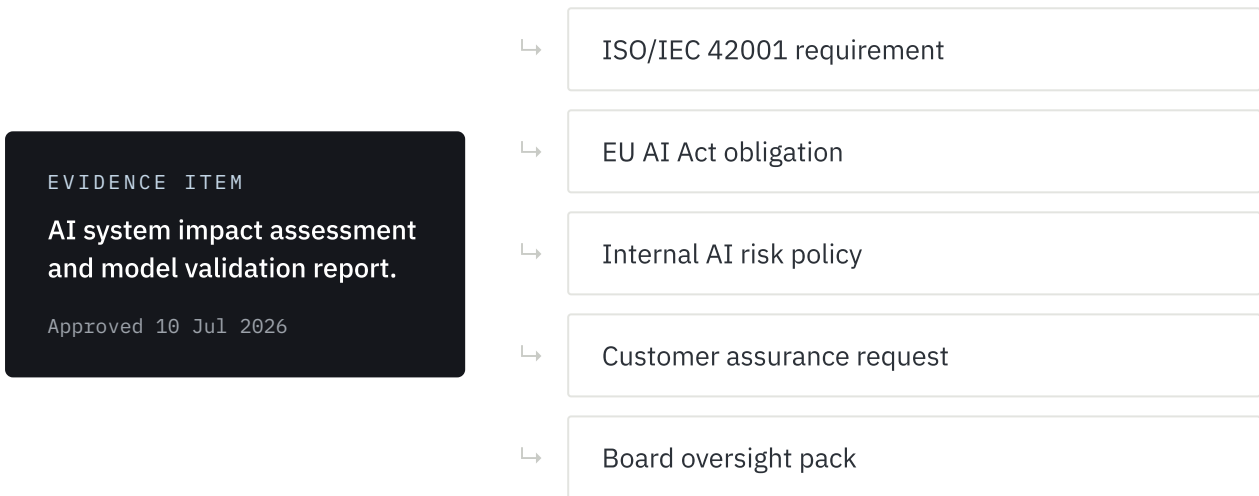 EVIDENCE ITEM
AI system impact assessment
and model validation report.
Approved 10 Jul 2026
ISO/IEC 42001 requirement
EU AI Act obligation
Internal AI risk policy
Customer assurance request
Board oversight pack